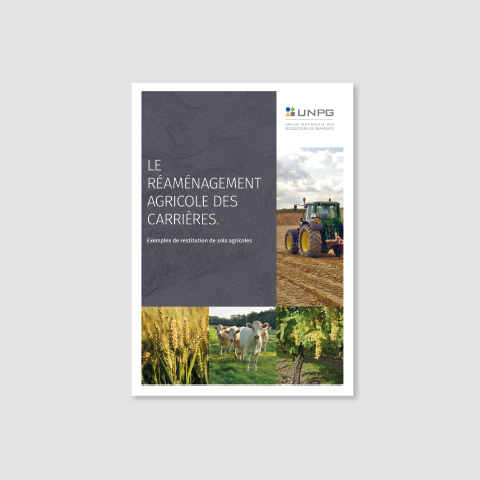 UNPG
UNION NATIONALE DES
PRODUCTEURS DE GRANULATS
LE
RÉAMÉNAGEMENT
AGRICOLE DES
CARRIÈRES.
Exemples de restitution de sols agricoles